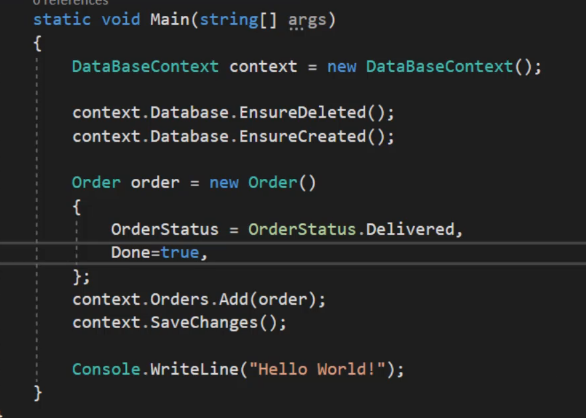 0 references
static void Main(string[] args)
{
DataBaseContext context = new DataBaseContext();
context.Database.EnsureDeleted();
context.Database.EnsureCreated();
Order order = new Order()
{
OrderStatus = OrderStatus.Delivered,
Done=true,
};
context.Orders.Add(order);
context.SaveChanges();
Console.WriteLine("Hello World!");
}